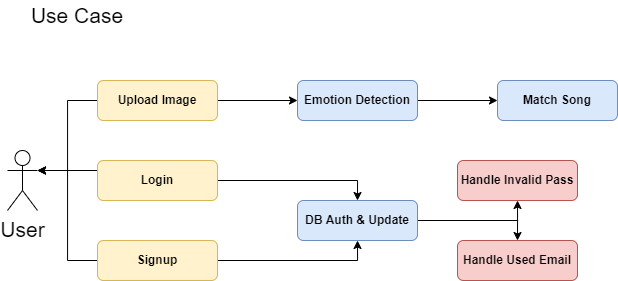 Use Case
Upload Image
Emotion Detection
Match Song
Login
Handle Invalid Pass
DB Auth & Update
User
Signup
Handle Used Email